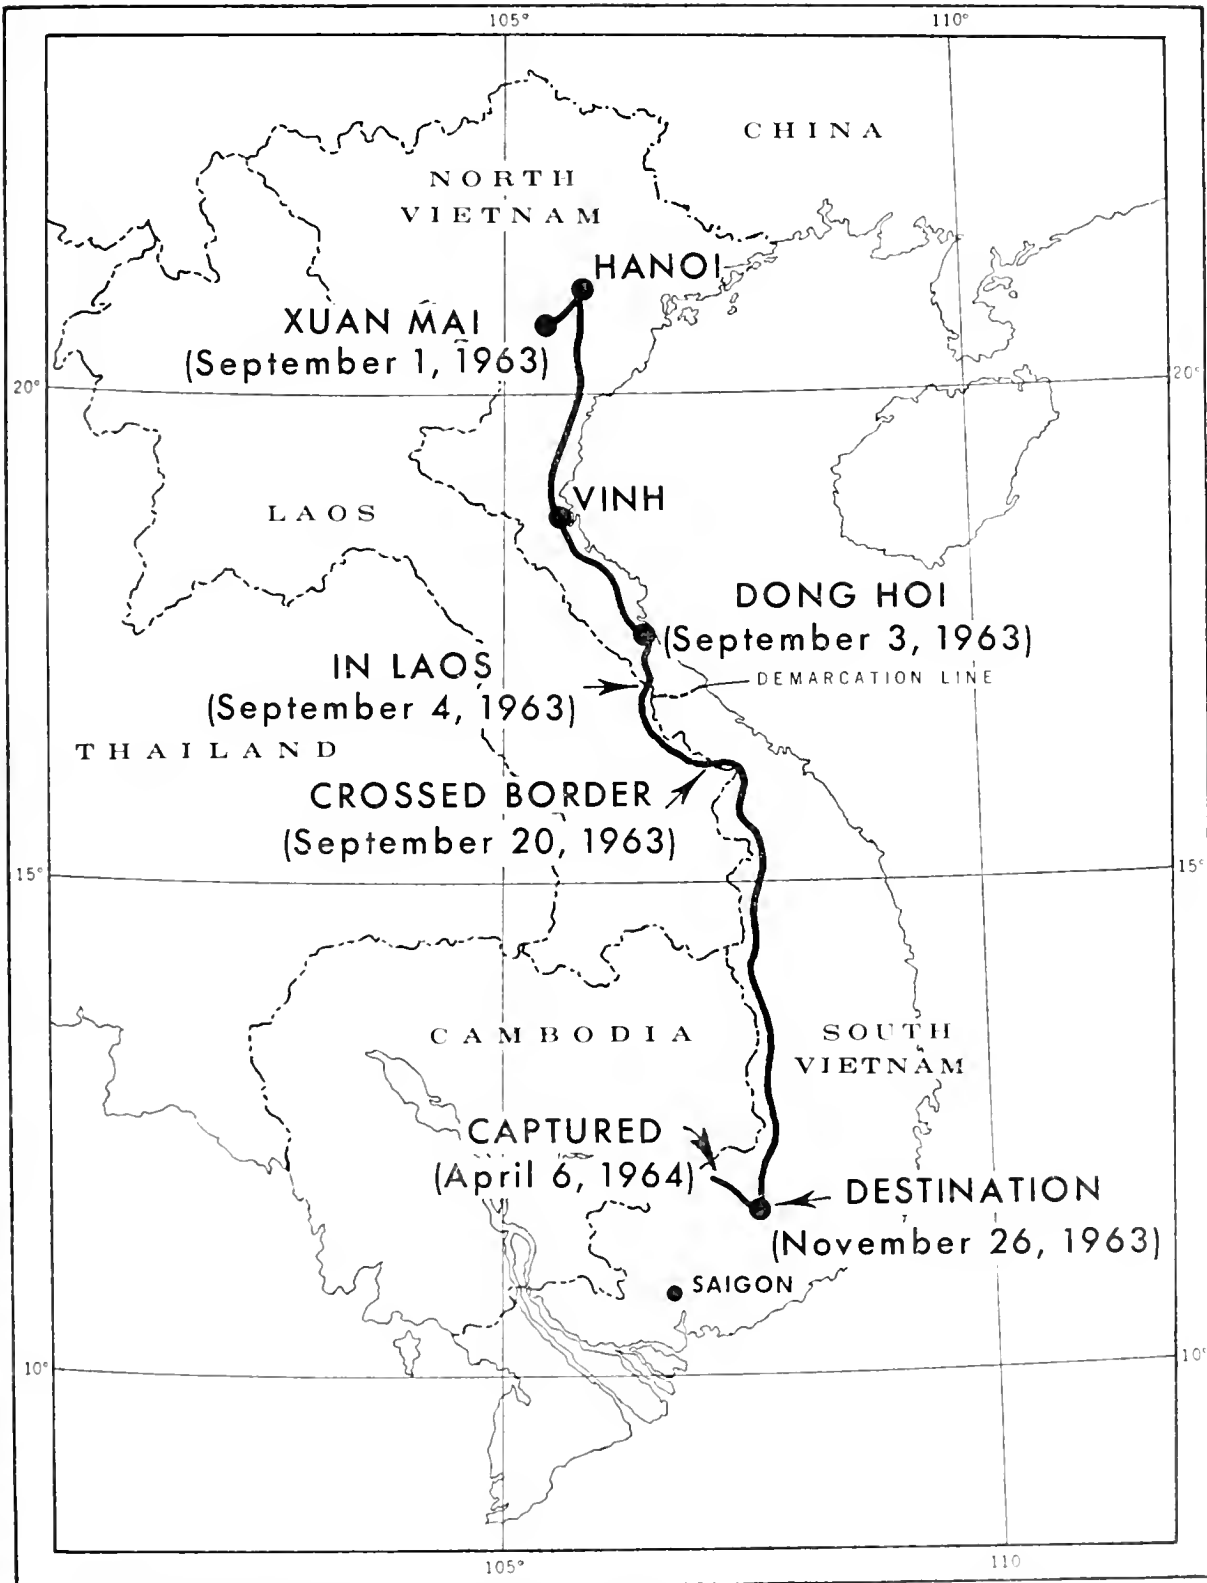 105°
110°
CHINA
NORTH
VIETNAM
HANOI
XUAN MAI
(September 1, 1963)
20°
20°
VINH
LAOS
DONG HOI
(September 3, 1963)
IN LAOS
(September 4, 1963)
DEMARCATION LINE
THAILAND
CROSSED BORDER
(September 20, 1963)
15°
15°
CAMBODIA
SOUTH
VIETNAM
CAPTURED
(April 6, 1964)
DESTINATION
(November 26, 1963)
SAIGON
10°
10°
105°
110